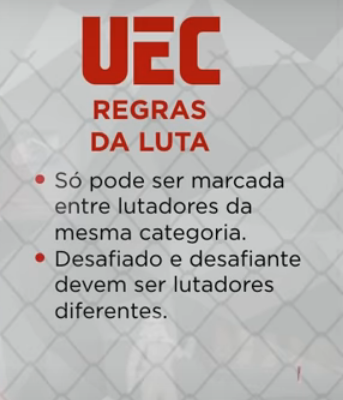 UEC
REGRAS
DA LUTA
• Só pode ser marcada
entre lutadores da
mesma categoria.
• Desafiado e desafiante
devem ser lutadores
diferentes.